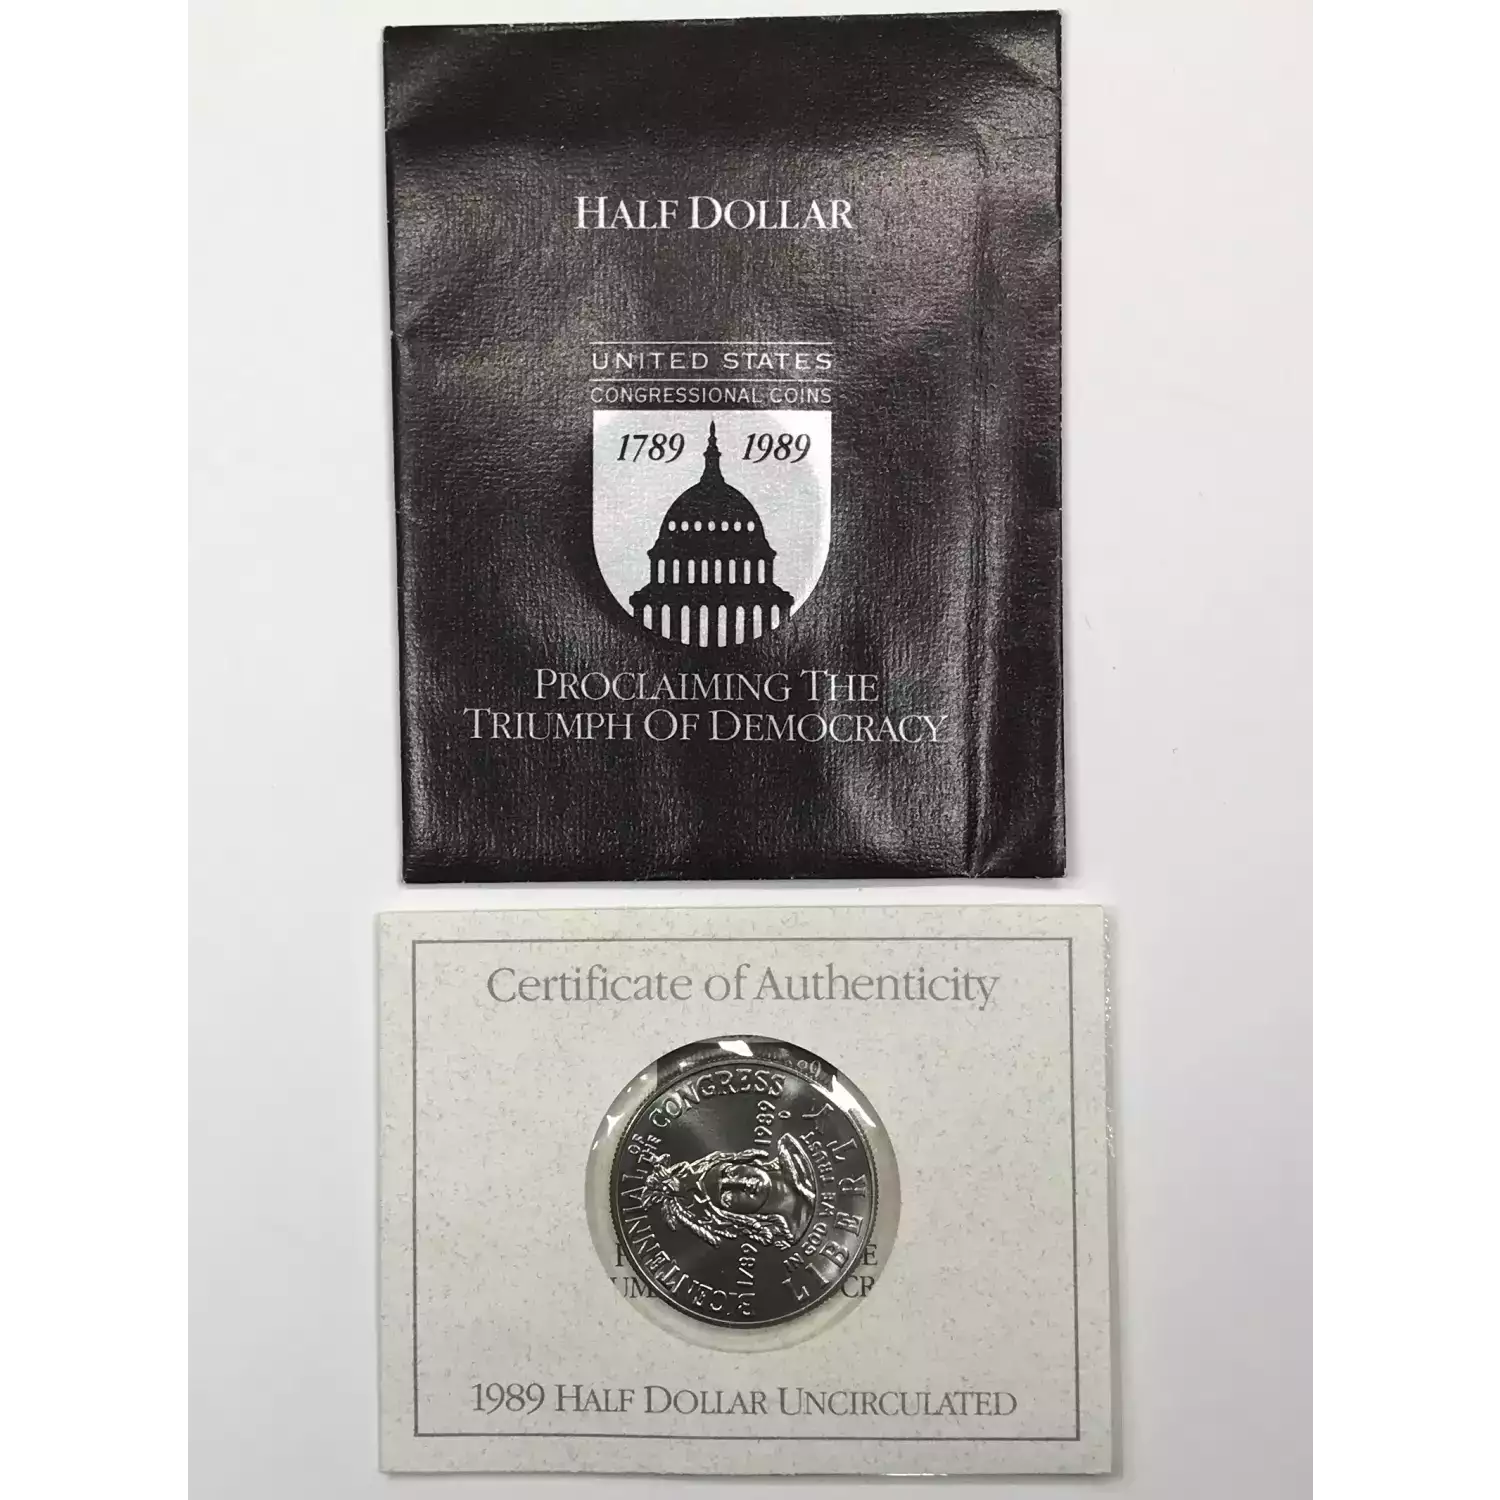 HALF DOLLAR
UNITED STATES
CONGRESSIONAL COINS
1789 1989
PROCLAIMING THE
TRIUMPH OF DEMOCRACY
Certificate of Authenticity
BICENTENNIAL OF THE CONGRESS
1789 1989
IN GOD WE TRUST
LIBERTY
1989 HALF DOLLAR UNCIRCULATED